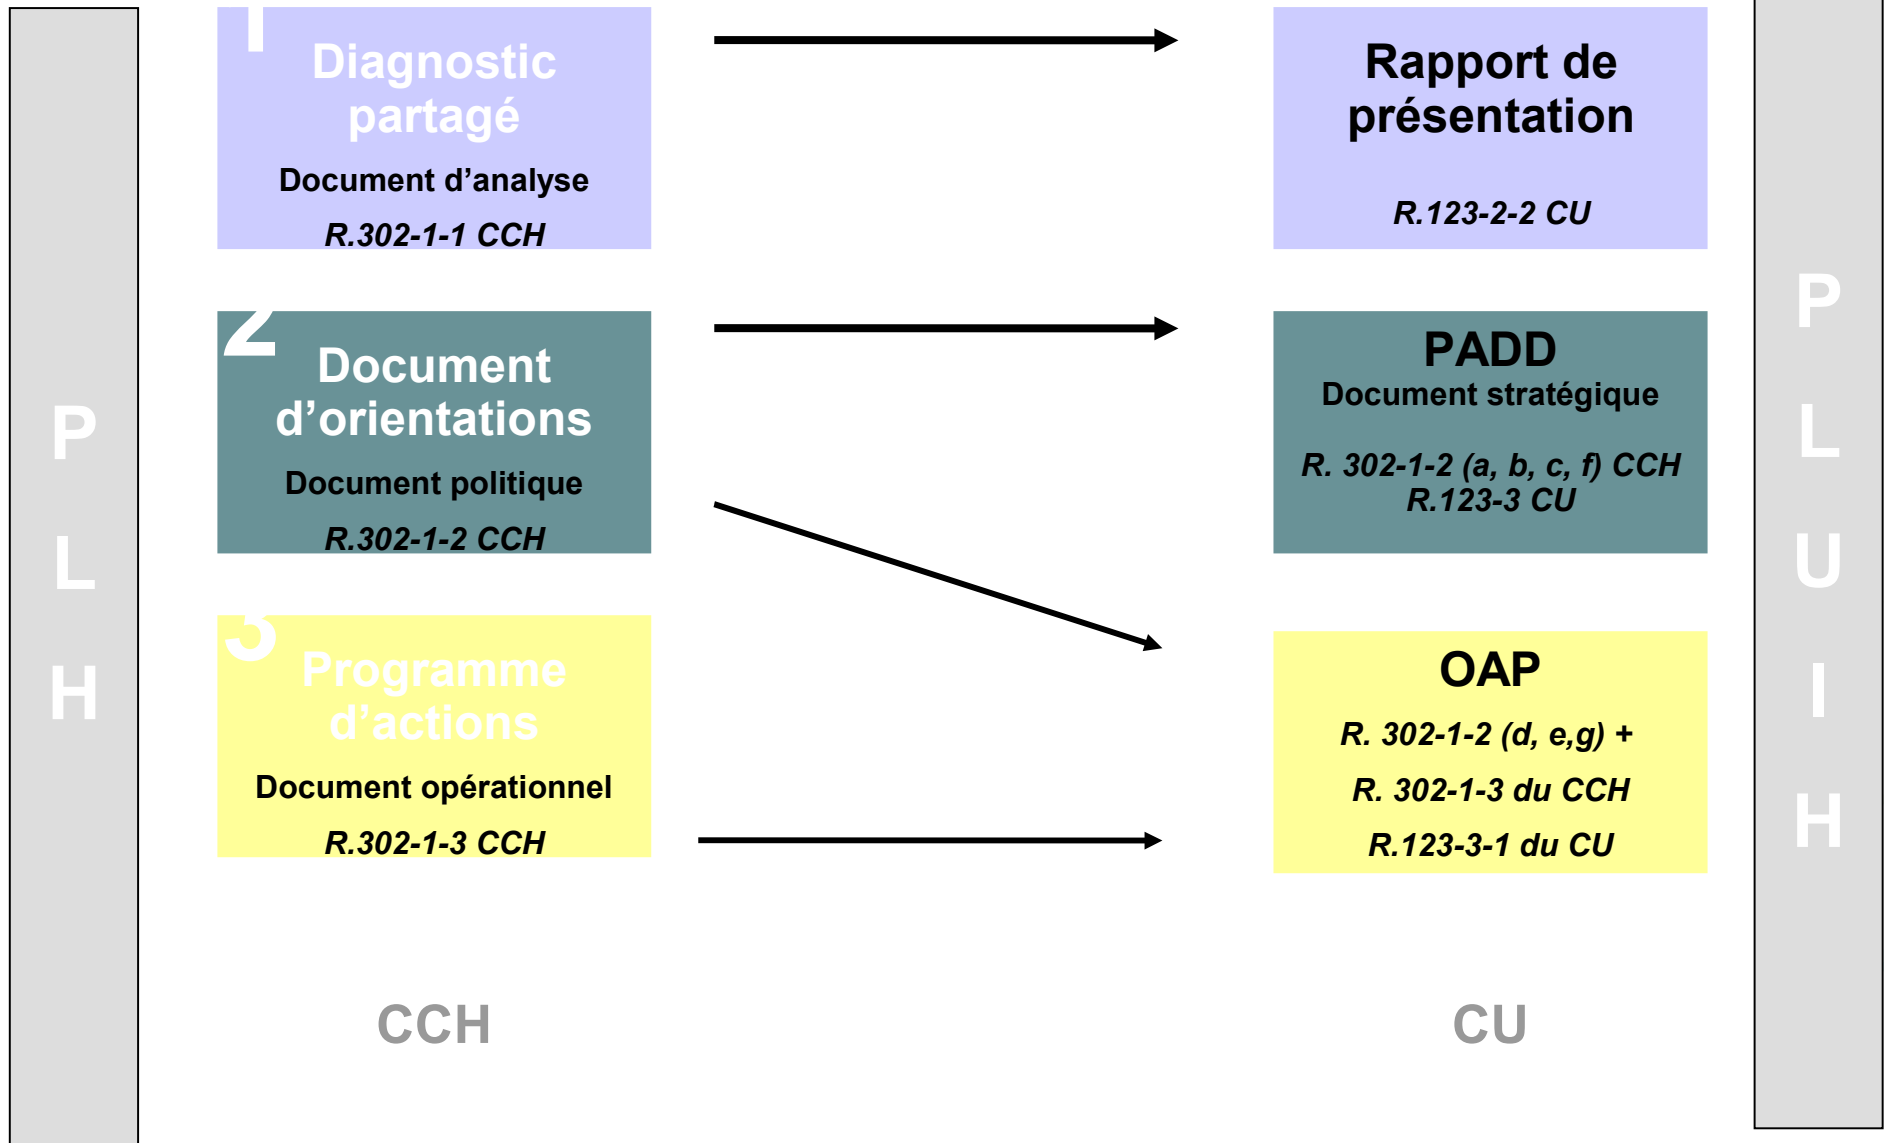 P
L
H
1
Diagnostic
partagé
Document d’analyse
R.302-1-1 CCH
2
Document
d’orientations
Document politique
R.302-1-2 CCH
3
Programme
d’actions
Document opérationnel
R.302-1-3 CCH
CCH
Rapport de
présentation
R.123-2-2 CU
PADD
Document stratégique
R. 302-1-2 (a, b, c, f) CCH
R.123-3 CU
OAP
R. 302-1-2 (d, e,g) +
R. 302-1-3 du CCH
R.123-3-1 du CU
CU
P
L
U
I
H